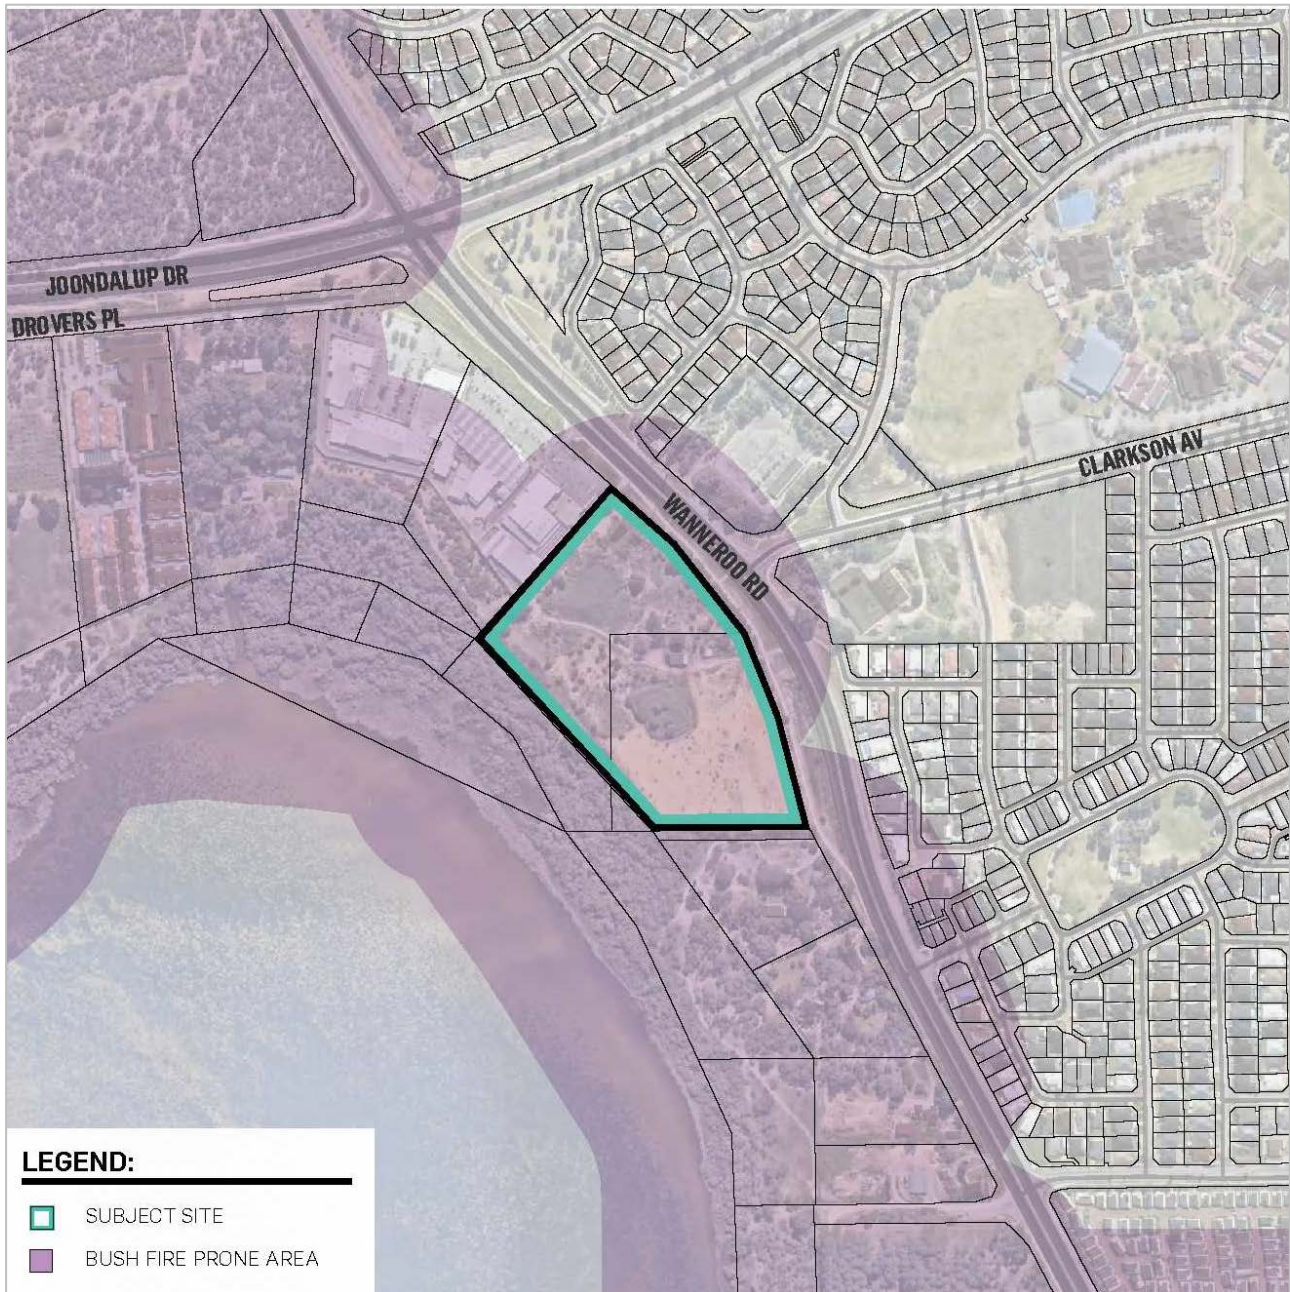 JOONDALUP DR
DROVERS PL
CLARKSON AV
WANNEROO RD
LEGEND:
SUBJECT SITE
BUSH FIRE PRONE AREA